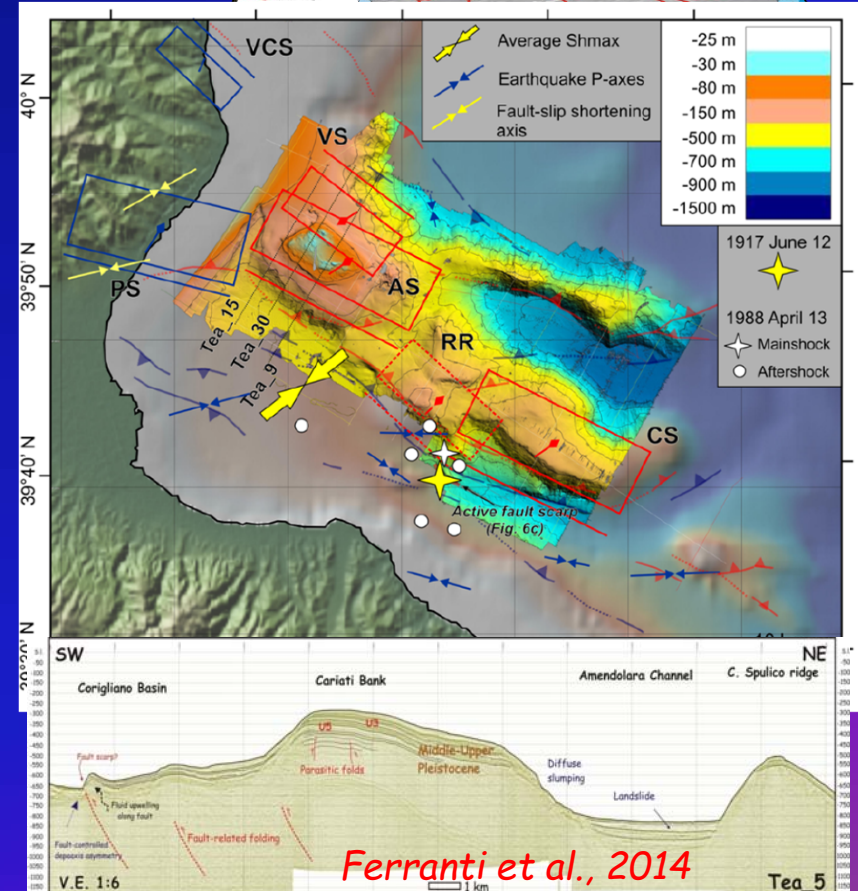 VCS
Average Shmax
Earthquake P-axes
Fault-slip shortening
axis
-25 m
-30 m
-80 m
-150 m
-500 m
-700 m
-900 m
-1500 m
40° N
VS
1917 June 12
39°50' N
PS
AS
Tea_15
Tea_30
Tea_9
RR
1988 April 13
Mainshock
Aftershock
CS
39°40' N
Active fault scarp
(Fig. 6c)
SW
NE
Corigliano Basin
Cariati Bank
Amendolara Channel
C. Spulico ridge
U5
U3
Parasitic folds
Middle-Upper
Pleistocene
Fault scarp?
Diffuse
slumping
Landslide
Fluid upwelling
along fault
Fault-controlled
depoaxis asymmetry
Fault-related folding
Ferranti et al., 2014
V.E. 1:6
1 km
Tea_5